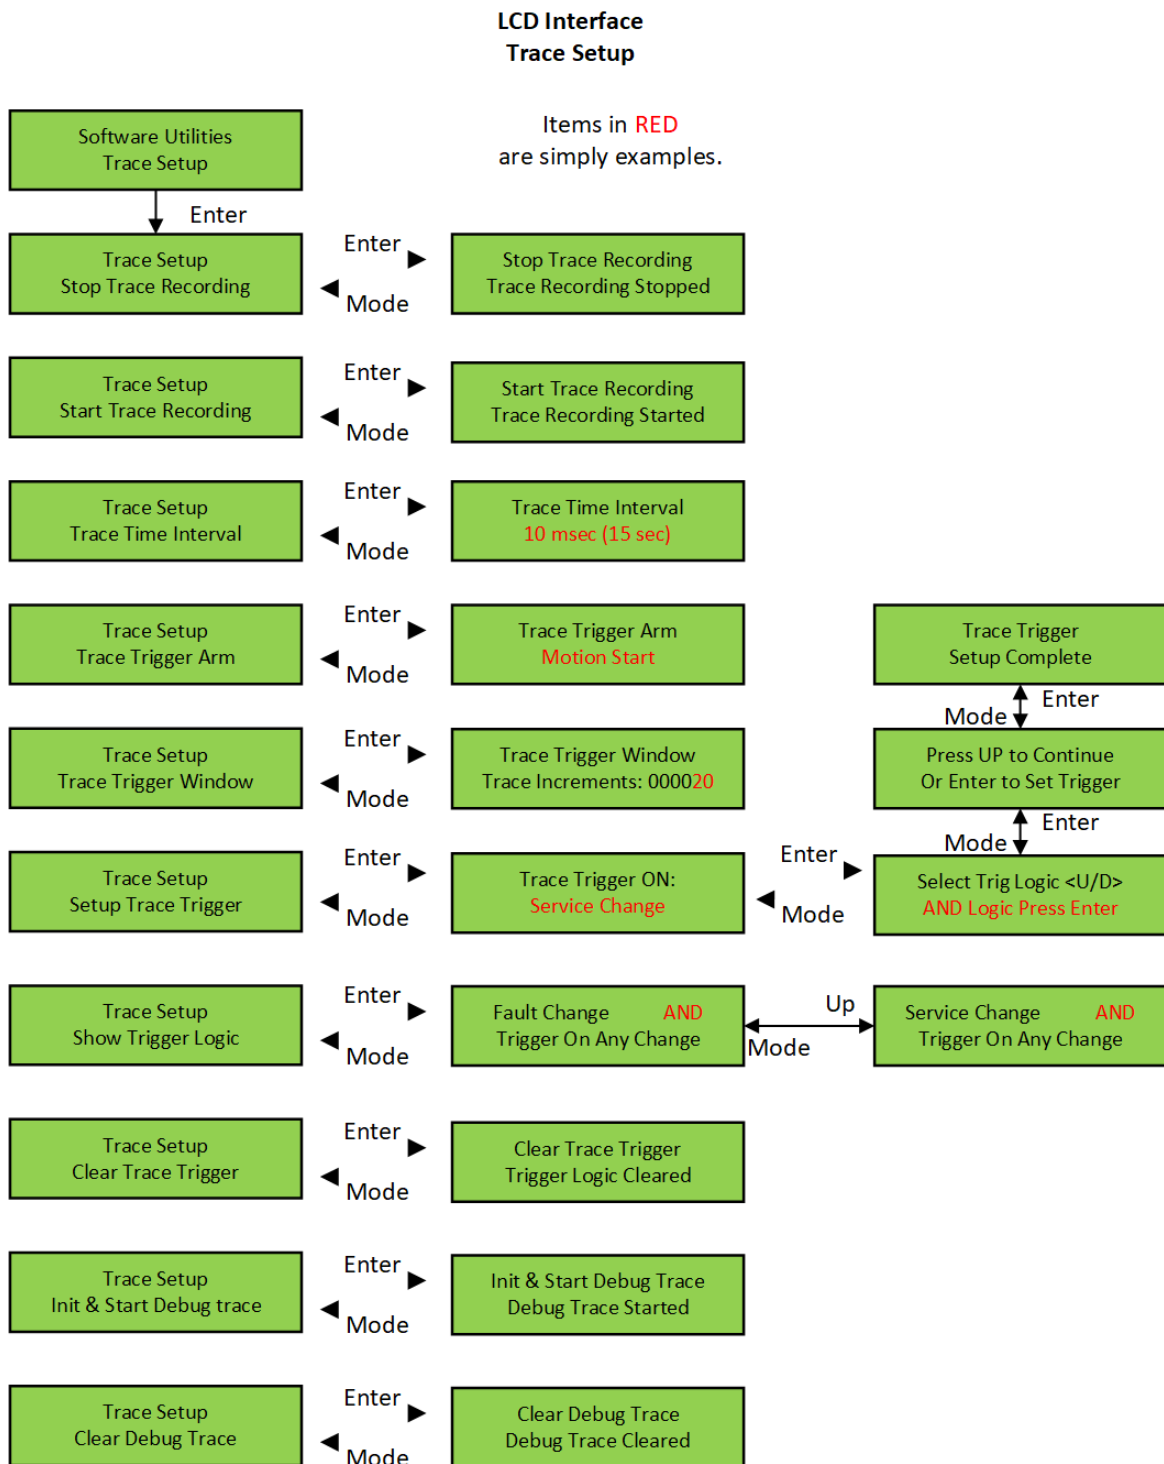 LCD Interface
Trace Setup
Items in RED
are simply examples.
Software Utilities
Trace Setup
Enter
Trace Setup
Stop Trace Recording
Enter
Mode
Stop Trace Recording
Trace Recording Stopped
Trace Setup
Start Trace Recording
Enter
Mode
Start Trace Recording
Trace Recording Started
Trace Setup
Trace Time Interval
Enter
Mode
Trace Time Interval
10 msec (15 sec)
Trace Setup
Trace Trigger Arm
Enter
Mode
Trace Trigger Arm
Motion Start
Trace Trigger
Setup Complete
Mode
Enter
Trace Setup
Trace Trigger Window
Enter
Mode
Trace Trigger Window
Trace Increments: 000020
Press UP to Continue
Or Enter to Set Trigger
Mode
Enter
Trace Setup
Setup Trace Trigger
Enter
Mode
Trace Trigger ON:
Service Change
Enter
Mode
Select Trig Logic <U/D>
AND Logic Press Enter
Trace Setup
Show Trigger Logic
Enter
Mode
Fault Change AND
Trigger On Any Change
Up
Mode
Service Change AND
Trigger On Any Change
Trace Setup
Clear Trace Trigger
Enter
Mode
Clear Trace Trigger
Trigger Logic Cleared
Trace Setup
Init & Start Debug trace
Enter
Mode
Init & Start Debug Trace
Debug Trace Started
Trace Setup
Clear Debug Trace
Enter
Mode
Clear Debug Trace
Debug Trace Cleared